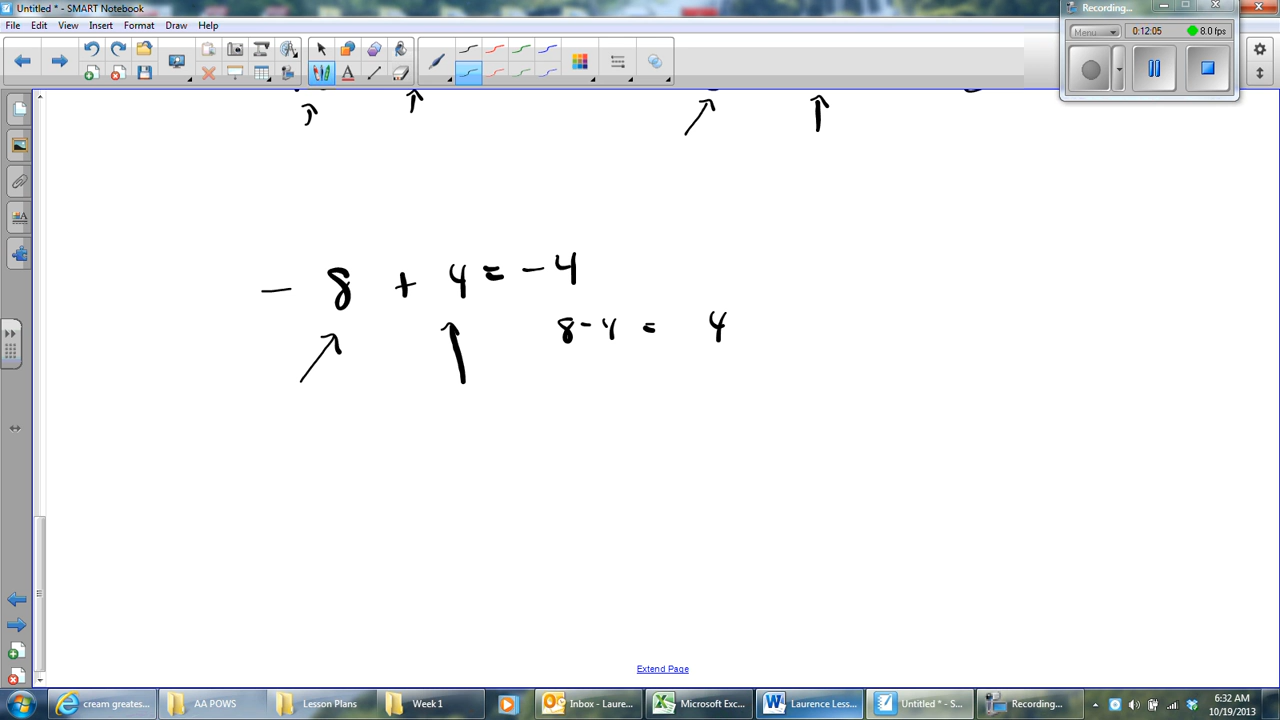 Untitled * - SMART Notebook
Recording...
File Edit View Insert Format Draw Help
Menu
0:12:05
8.0 fps
- 8 + 4 = - 4
8 - 4 = 4
Extend Page
cream greates...
AA POWS
Lesson Plans
Week 1
Inbox - Laure...
Microsoft Exc...
Laurence Less...
Untitled * - S...
Recording...
6:32 AM
10/19/2013